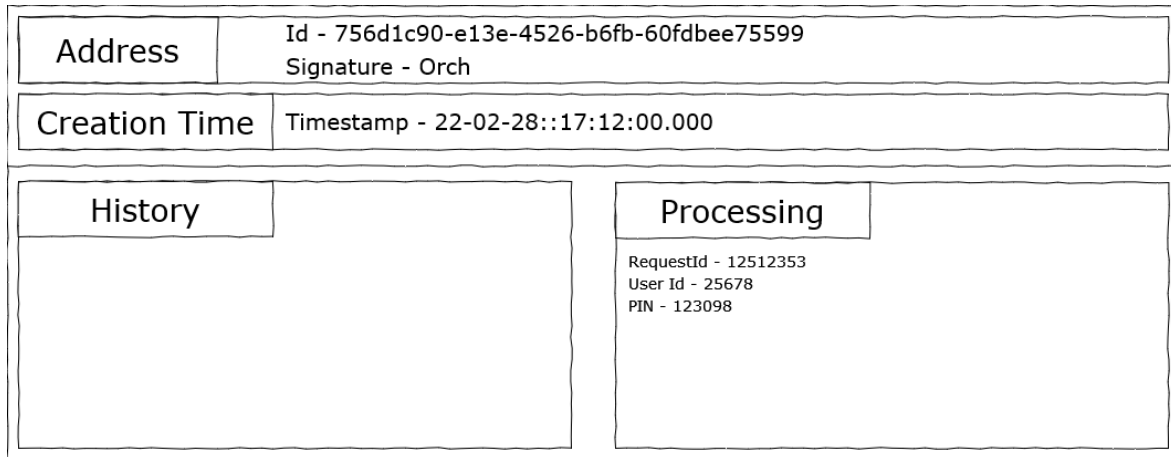 Address
Id - 756d1c90-e13e-4526-b6fb-60fdbee75599
Signature - Orch
Creation Time
Timestamp - 22-02-28::17:12:00.000
History
Processing
RequestId - 12512353
User Id - 25678
PIN - 123098